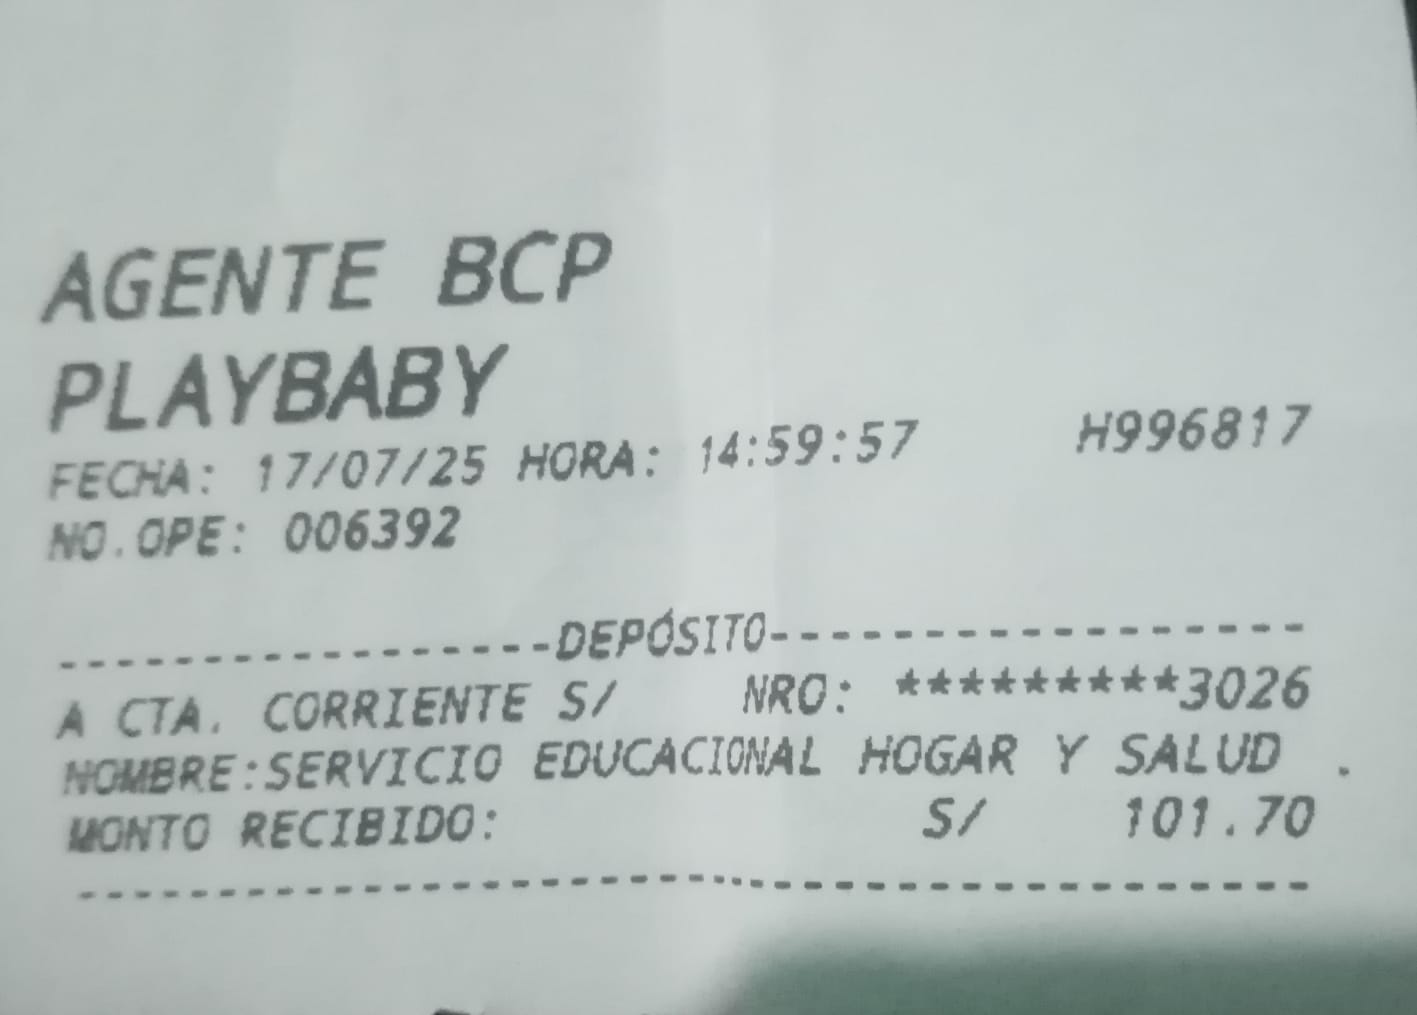 AGENTE BCP
PLAYBABY
FECHA: 17/07/25 HORA: 14:59:57 H996817
NO.OPE: 006392
-----------------DEPÓSITO-------------------
A CTA. CORRIENTE S/ NRO: *********3026
NOMBRE:SERVICIO EDUCACIONAL HOGAR Y SALUD .
MONTO RECIBIDO: S/ 101.70
--------------------------------------------